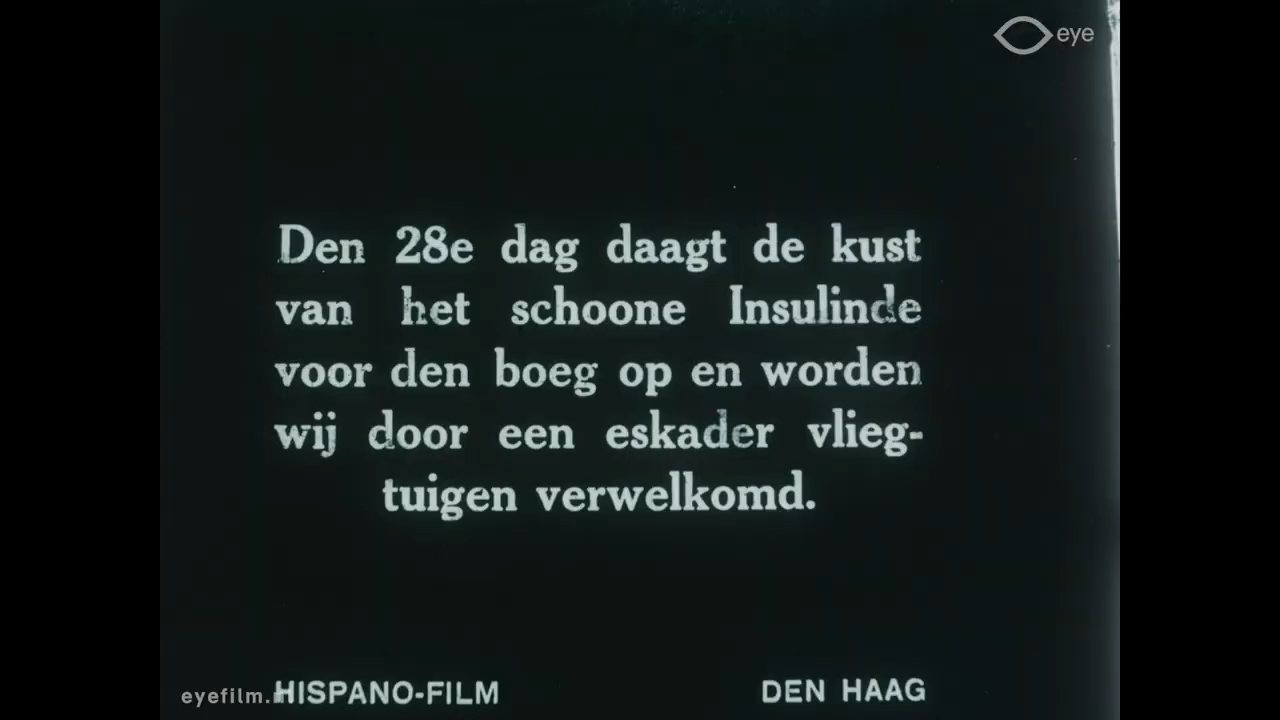 eye
Den 28e dag daagt de kust
van het schoone Insulinde
voor den boeg op en worden
wij door een eskader vlieg-
tuigen verwelkomd.
eyefilm.n HISPANO-FILM DEN HAAG